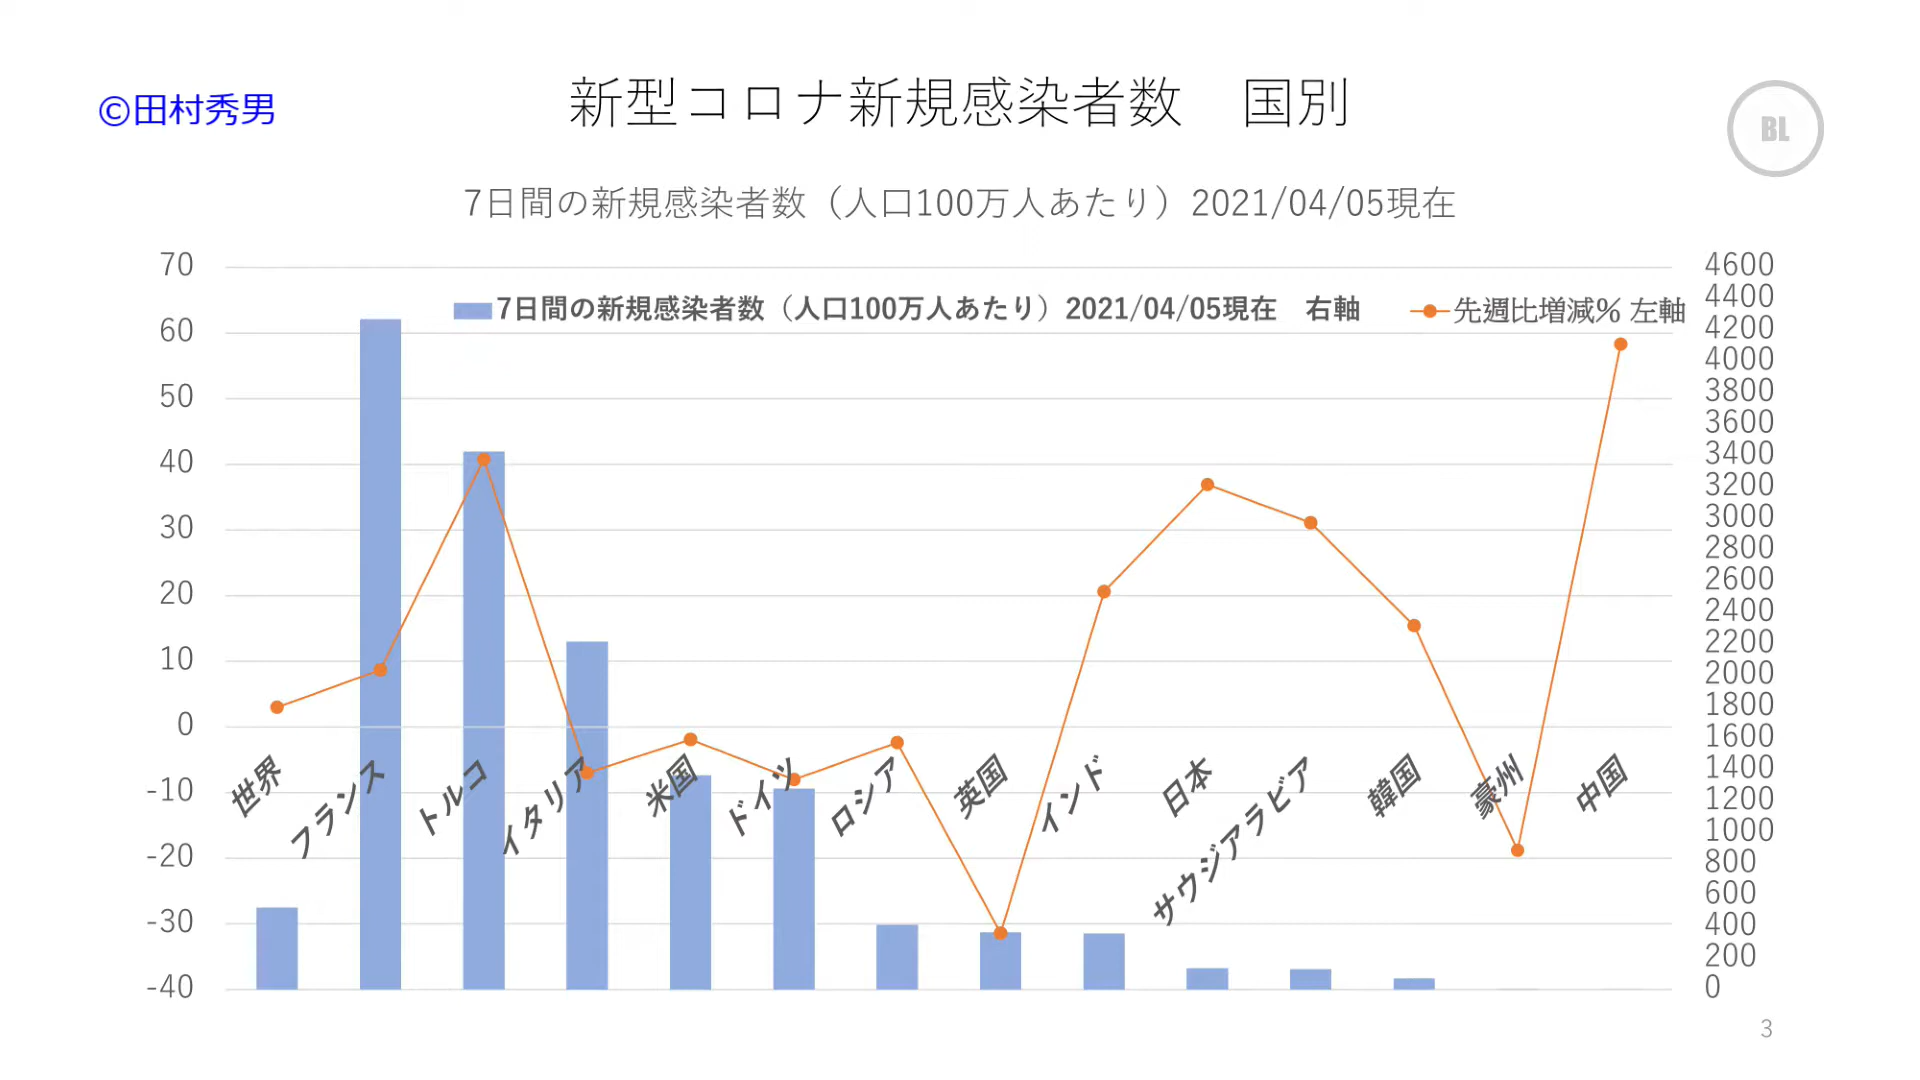 ©田村秀男
新型コロナ新規感染者数　国別
BL
7日間の新規感染者数（人口100万人あたり）2021/04/05現在
7日間の新規感染者数（人口100万人あたり）2021/04/05現在　右軸
先週比増減% 左軸
70
60
50
40
30
20
10
0
-10
-20
-30
-40
4600
4400
4200
4000
3800
3600
3400
3200
3000
2800
2600
2400
2200
2000
1800
1600
1400
1200
1000
800
600
400
200
0
世界
フランス
トルコ
イタリア
米国
ドイツ
ロシア
英国
インド
日本
サウジアラビア
韓国
豪州
中国
3